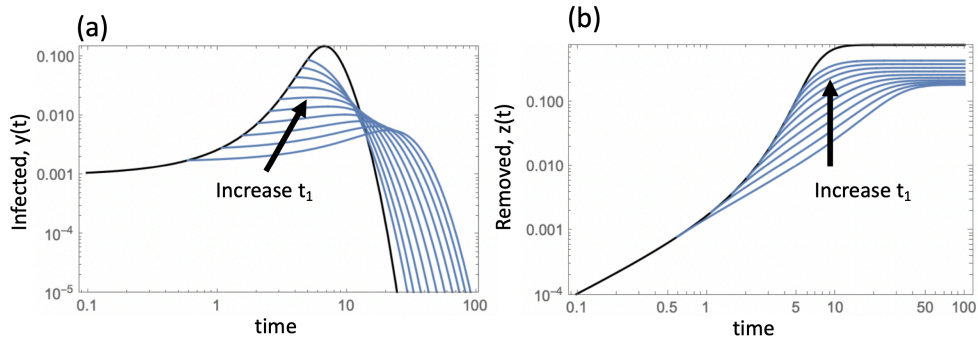 (a)
Infected, y(t)
0.100
0.010
0.001
10⁻⁴
10⁻⁵
0.1
1
10
100
time
Increase t₁
(b)
Removed, z(t)
0.100
0.010
0.001
10⁻⁴
0.1
0.5
1
5
10
50
100
time
Increase t₁